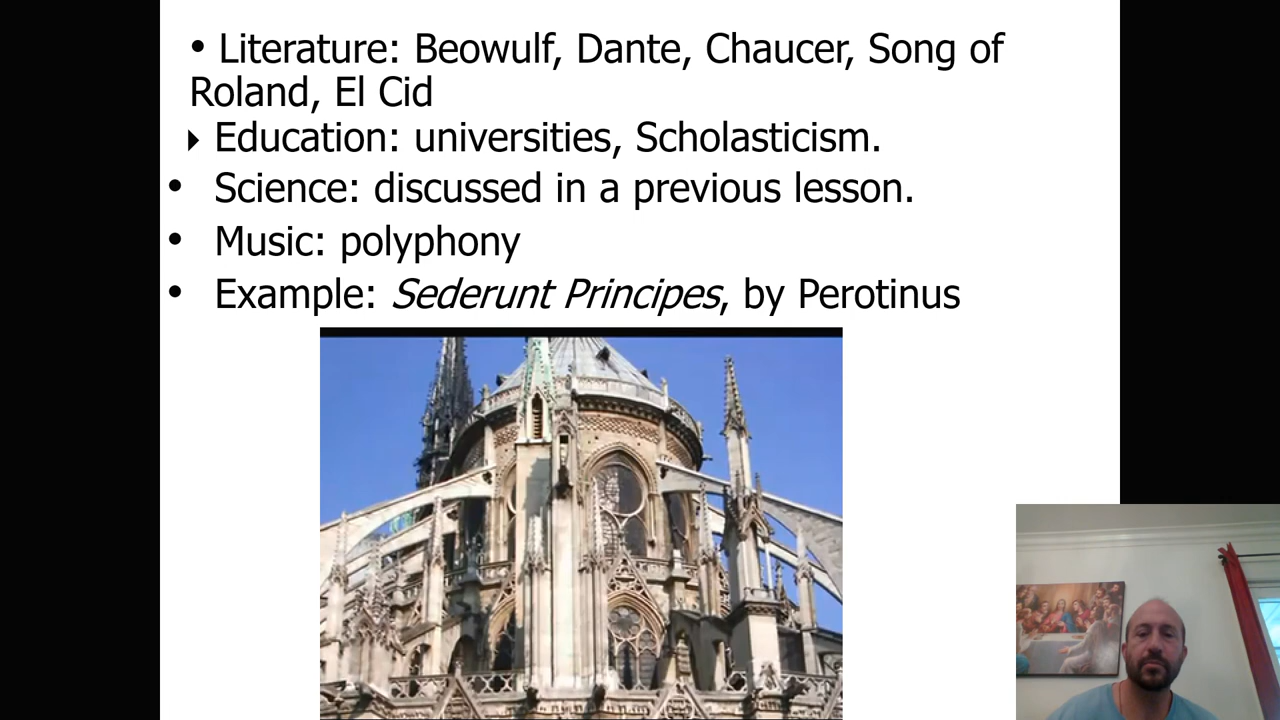 • Literature: Beowulf, Dante, Chaucer, Song of
Roland, El Cid
‣ Education: universities, Scholasticism.
• Science: discussed in a previous lesson.
• Music: polyphony
• Example: Sederunt Principes, by Perotinus